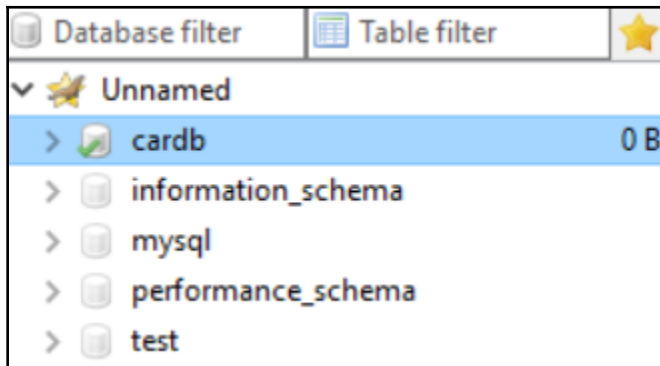 Database filter Table filter
Unnamed
cardb 0 B
information_schema
mysql
performance_schema
test